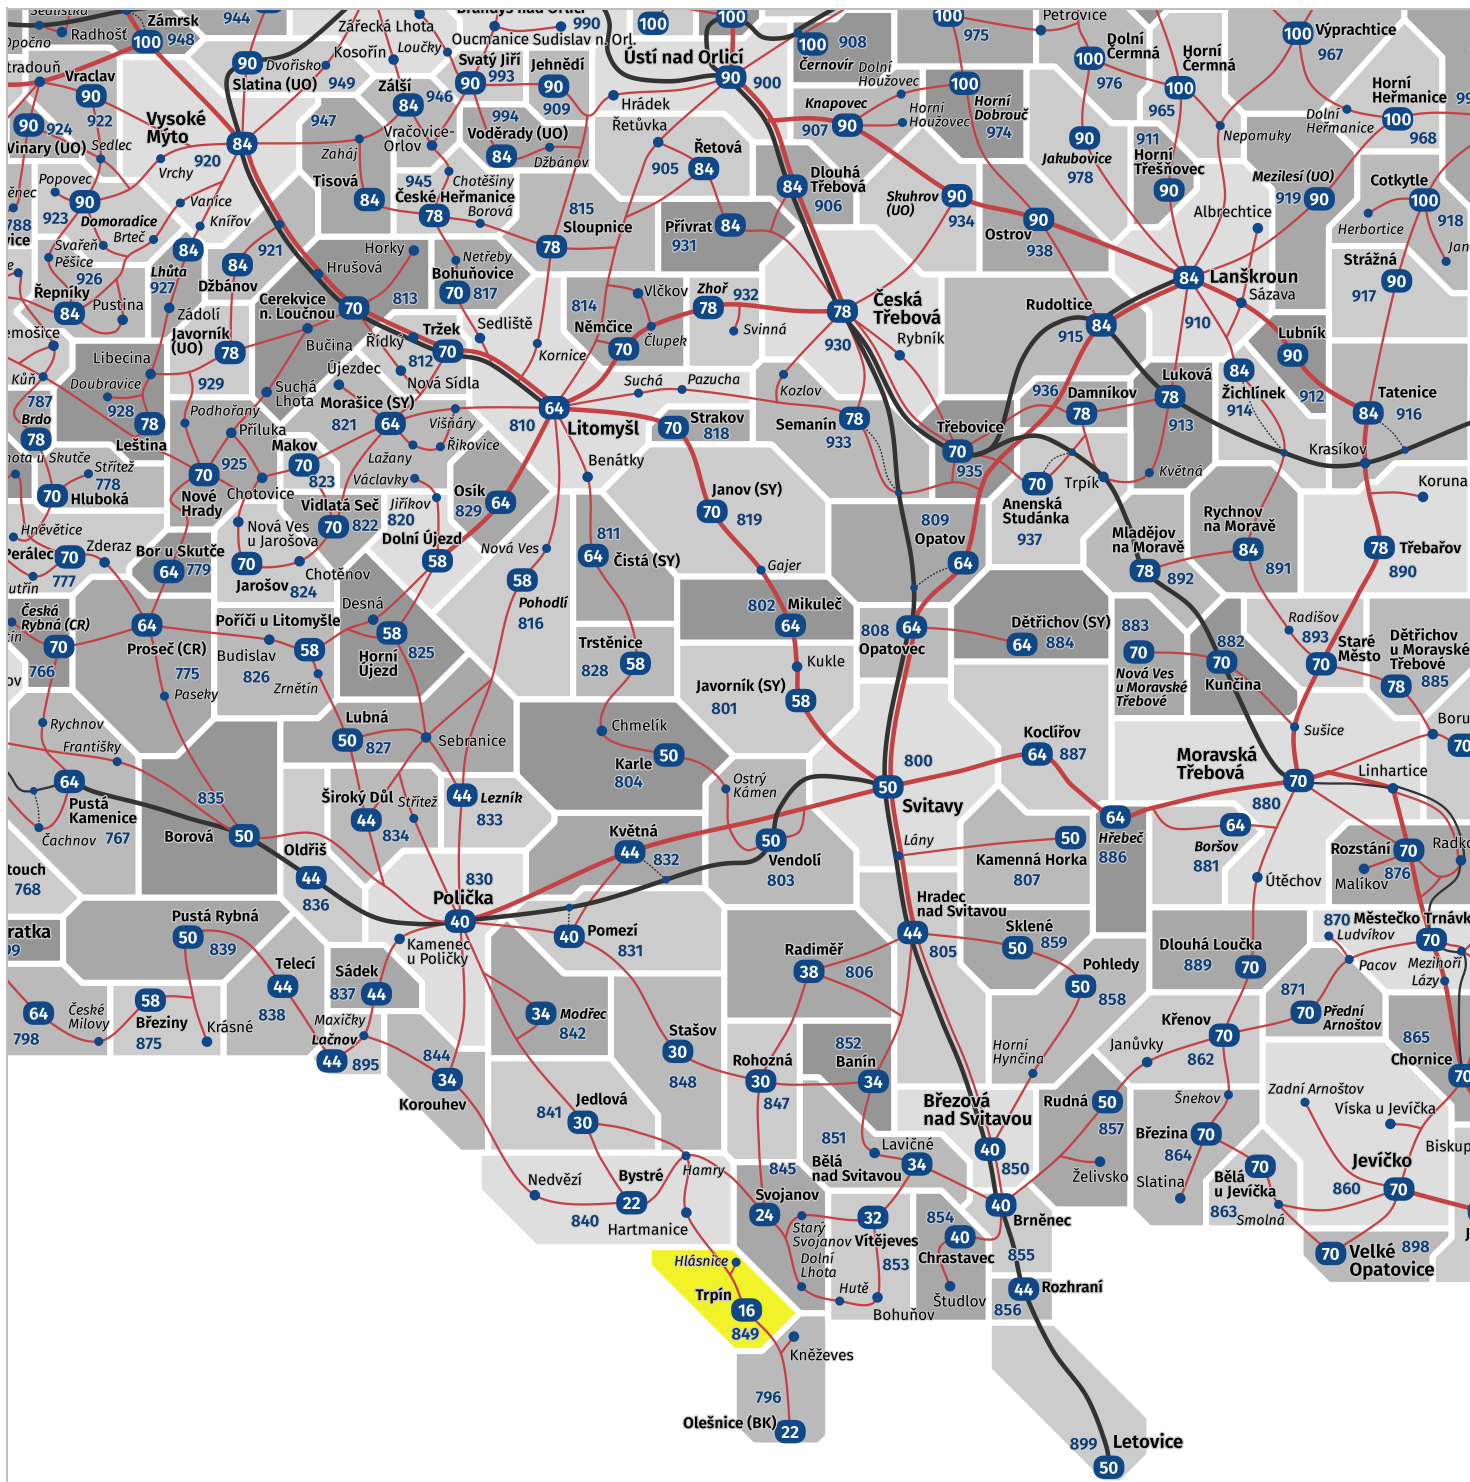 944
Zářecká Lhota
990
100
100
100
975
Petrovice
Výprachtice
100
967
Zámrsk
Radhošť
100
948
Oucmanice
Sudislav n. Orl.
Kosořín
Loučky
Ústí nad Orlicí
90
900
100
908
Černovír
Dolní
Houžovec
Dolní
Čermná
100
976
Horní
Čermná
100
965
Vraclav
90
922
90
Dvořisko
Slatina (UO)
949
Svatý Jiří
993
90
Jehnědí
90
909
Zálší
84
946
Hrádek
Knapovec
907
90
Horní
Houžovec
100
Horní
Dobrouč
974
Horní
Heřmanice
100
968
Dolní
Heřmanice
Nepomuky
90
924
Vinary (UO)
Sedlec
Vysoké
Mýto
84
920
Vrchy
947
Zaháj
Vračovice-
Orlov
994
Voděrady (UO)
84
Džbánov
Řetůvka
905
Řetová
84
84
Dlouhá
Třebová
906
Skuhrov
(UO)
90
934
90
Jakubovice
978
911
Horní
Třešňovec
90
Mezilesí (UO)
919
90
Cotkytle
100
918
Herbortice
Popovec
90
923
Domoradice
Brteč
Vanice
Knířov
Tisová
84
945
Chotěšiny
České Heřmanice
78
Borová
815
Sloupnice
78
Přívrat
84
931
Ostrov
90
938
Albrechtice
788
Svařeň
Pěšice
926
Řepníky
84
Pustina
84
Lhůta
927
84
Džbánov
921
Horky
Hrušová
813
Netřeby
Bohuňovice
70
817
Lanškroun
84
Sázava
910
Strážná
90
917
Zádolí
Cerekvice
n. Loučnou
70
Tržek
70
812
Řídký
Sedliště
Kornice
814
Němčice
70
Vlčkov
Člupek
Zhoř
932
78
Svinná
Česká
Třebová
78
930
Rybník
Rudoltice
84
915
Lubník
90
912
Libecina
Doubravice
928
78
Leština
Javorník
(UO)
78
929
Bučina
Újezdec
Nová Sídla
Suchá
Lhota
Suchá
Pazucha
Kozlov
936
Damníkov
78
Luková
78
913
84
Žichlínek
914
Tatenice
84
916
Krasíkov
Kůň
787
Brdo
78
Podhořany
Příluka
Morašice (SY)
64
821
Višňáry
Řikovice
Lažany
64
Litomyšl
810
Strakov
70
818
Semanín
78
933
Třebovice
70
935
Květná
Trpík
Střítež
778
70
Hluboká
70
925
Nové
Hrady
Chotovice
Makov
70
823
Václavky
Jiříkov
820
Vidlatá Seč
70
822
Osík
64
829
Benátky
Janov (SY)
70
819
70
Anenská
Studánka
937
Koruna
Hněvětice
Perálec
70
777
Zderaz
Bor u Skutče
64
779
Nová Ves
u Jarošova
70
Jarošov
824
Chotěnov
Dolní Újezd
58
Nová Ves
811
64
Čistá (SY)
Gajer
809
Opatov
64
Mladějov
na Moravě
78
892
Rychnov
na Moravě
84
891
78
Třebařov
890
Česká
Rybná (CR)
70
766
64
Proseč (CR)
775
Paseky
Poříčí u Litomyšle
Budislav
58
826
Zrnětín
Desná
58
Horní
Újezd
825
58
Pohodlí
816
Trstěnice
58
828
802
Mikuleč
64
Kukle
808
64
Opatovec
Dětřichov (SY)
64
884
883
70
Nová Ves
u Moravské
Třebové
882
70
Kunčina
Radišov
893
Staré
Město
70
Dětřichov
u Moravské
Třebové
78
885
Rychnov
Františky
Lubná
50
827
Sebranice
Chmelík
Karle
50
804
Javorník (SY)
801
58
Koclířov
64
887
Sušice
Moravská
Třebová
70
880
Linhartice
64
Pustá
Kamenice
Čachnov
767
835
Borová
50
Široký Důl
44
834
Střítež
44
Lezník
833
Ostrý
Kámen
50
Vendolí
803
800
50
Svitavy
Lány
50
Kamenná Horka
807
64
Hřebeč
886
64
Boršov
881
Rozstání
70
876
Malíkov
768
Oldřiš
44
836
830
Polička
40
Květná
44
832
Hradec
nad Svitavou
44
805
Útěchov
Pustá Rybná
50
839
Telecí
44
838
Kamenec
u Poličky
Pomezí
40
831
Radiměř
38
806
Sklené
50
859
Pohledy
50
858
Dlouhá Loučka
889
70
870
Ludvíkov
Městečko Trnávka
70
Pacov
Mezihoří
Lázy
64
798
České
Milovy
58
Březiny
875
Krásné
Sádek
837
44
Maxičky
Lačnov
44
895
34
Modřec
842
Stašov
30
848
Rohozná
30
847
852
Banín
34
Horní
Hynčina
Křenov
70
862
Janůvky
871
70
Přední
Arnoštov
865
Chornice
70
844
34
Korouhev
Jedlová
841
30
Březová
nad Svitavou
40
850
Rudná
50
857
Šnekov
Zadní Arnoštov
Víska u Jevíčka
Nedvězí
Bystré
22
840
Hartmanice
Hamry
845
Svojanov
24
851
Lavičné
Bělá
nad Svitavou
34
Želivsko
Březina
70
864
Slatina
70
Bělá
u Jevíčka
863
Smolná
Jevíčko
70
860
Starý
Svojanov
32
Vítějeves
853
854
40
Chrastavec
40
Brněnec
855
70
Velké
Opatovice
898
Hlásnice
Trpín
16
849
Dolní
Lhota
Hutě
Bohuňov
Študlov
44
Rozhraní
856
Kněževes
796
Olešnice (BK)
22
899
Letovice
50